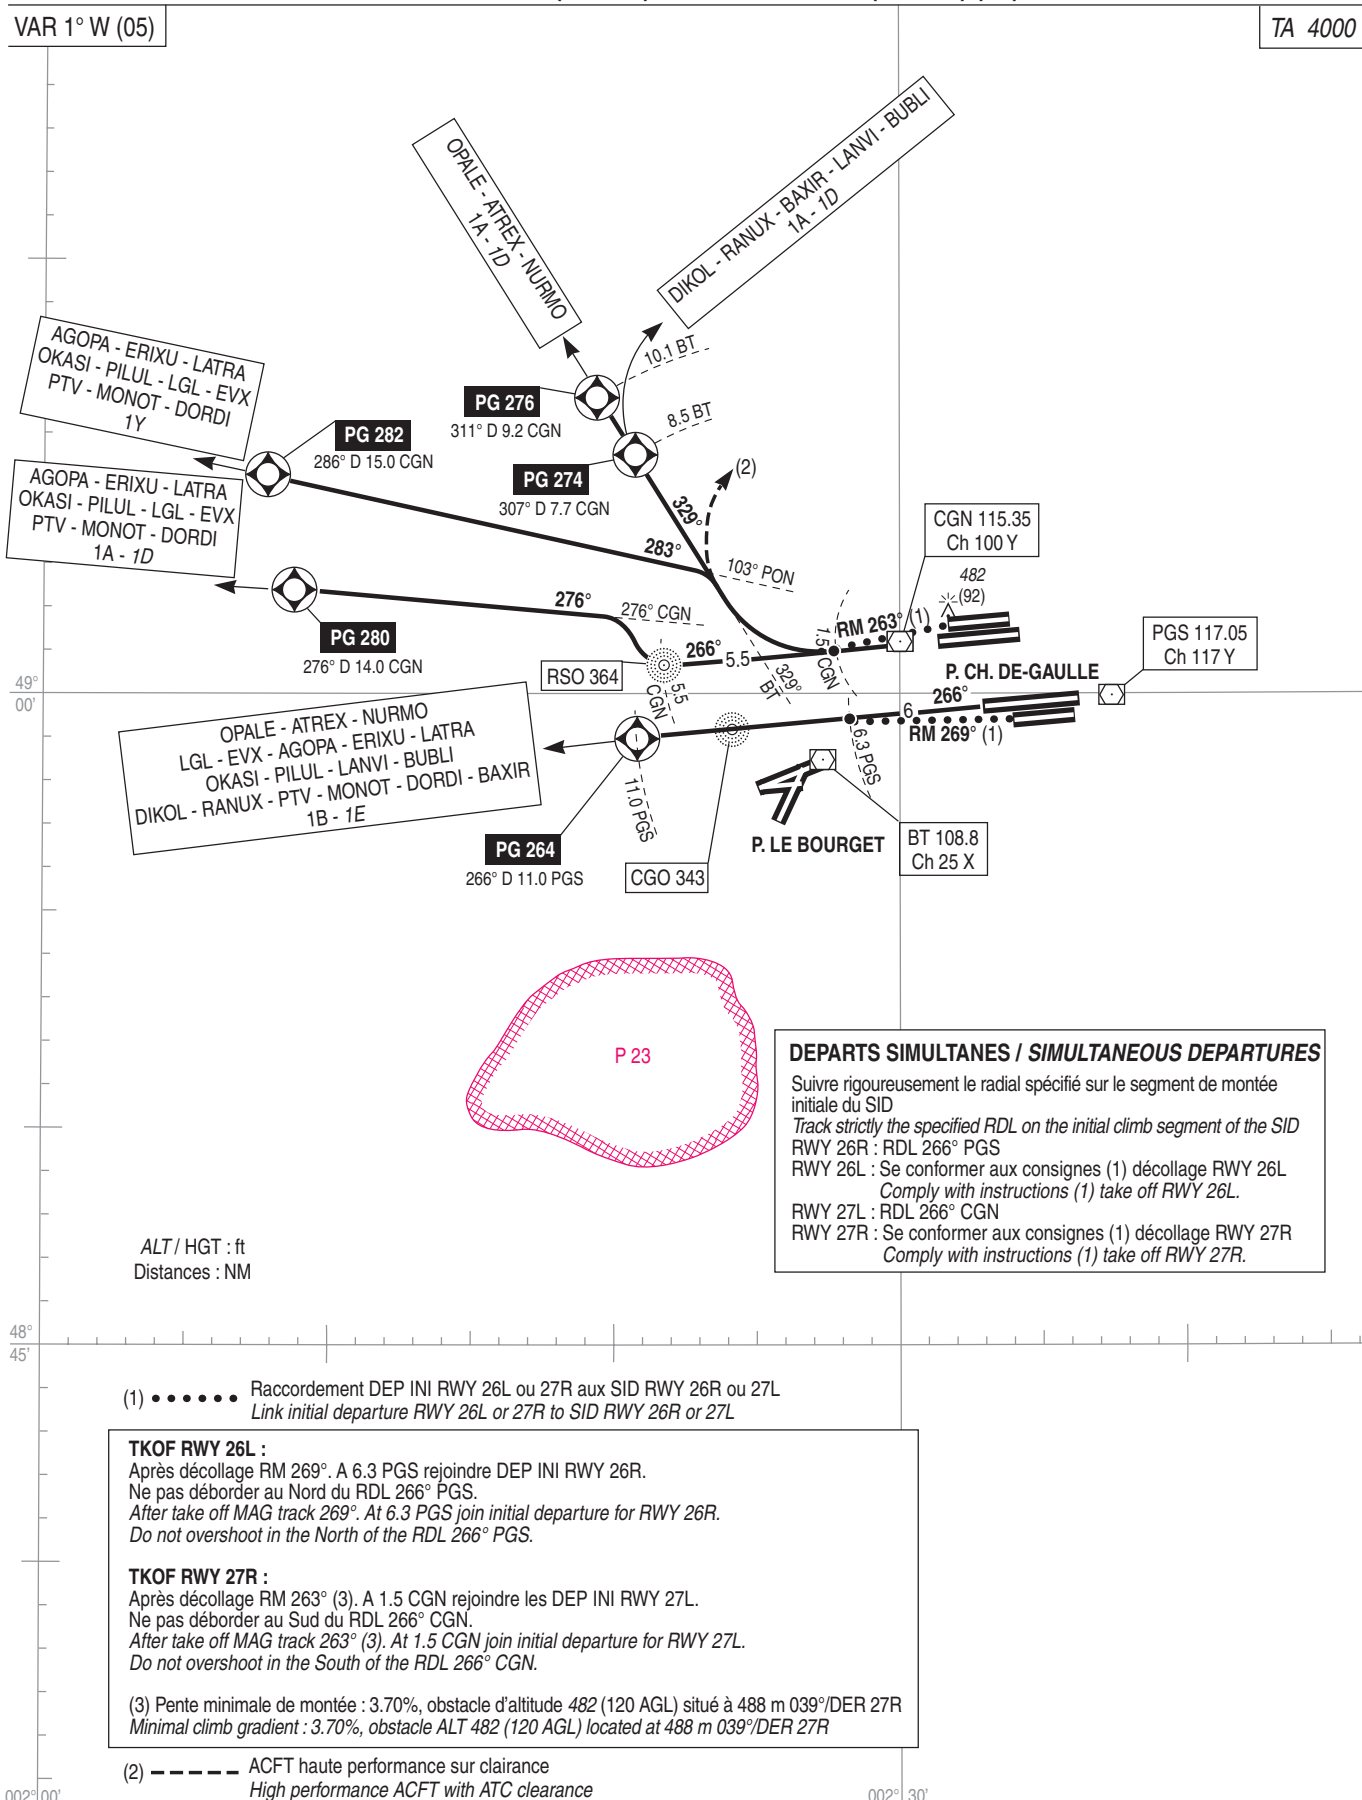 VAR 1° W (05)
TA 4000
OPALE - ATREX - NURMO
1A - 1D
DIKOL - RANUX - BAXIR - LANVI - BUBLI
1A - 1D
AGOPA - ERIXU - LATRA
OKASI - PILUL - LGL - EVX
PTV - MONOT - DORDI
1Y
10.1 BT
PG 276
311° D 9.2 CGN
8.5 BT
PG 282
286° D 15.0 CGN
PG 274
307° D 7.7 CGN
(2)
AGOPA - ERIXU - LATRA
OKASI - PILUL - LGL - EVX
PTV - MONOT - DORDI
1A - 1D
329°
283°
103° PON
CGN 115.35
Ch 100 Y
482
(92)
276°
276° CGN
PG 280
276° D 14.0 CGN
RM 263° (1)
1.5 CGN
266°
5.5
329°
BT
RSO 364
5.5
CGN
PGS 117.05
Ch 117 Y
P. CH. DE-GAULLE
49°
00'
266°
6
RM 269° (1)
6.3 PGS
OPALE - ATREX - NURMO
LGL - EVX - AGOPA - ERIXU - LATRA
OKASI - PILUL - LANVI - BUBLI
DIKOL - RANUX - PTV - MONOT - DORDI - BAXIR
1B - 1E
11.0 PGS
PG 264
266° D 11.0 PGS
CGO 343
P. LE BOURGET
BT 108.8
Ch 25 X
P 23
DEPARTS SIMULTANES / SIMULTANEOUS DEPARTURES
Suivre rigoureusement le radial spécifié sur le segment de montée
initiale du SID
Track strictly the specified RDL on the initial climb segment of the SID
RWY 26R : RDL 266° PGS
RWY 26L : Se conformer aux consignes (1) décollage RWY 26L
Comply with instructions (1) take off RWY 26L.
RWY 27L : RDL 266° CGN
RWY 27R : Se conformer aux consignes (1) décollage RWY 27R
Comply with instructions (1) take off RWY 27R.
ALT / HGT : ft
Distances : NM
48°
45'
(1) Raccordement DEP INI RWY 26L ou 27R aux SID RWY 26R ou 27L
Link initial departure RWY 26L or 27R to SID RWY 26R or 27L
TKOF RWY 26L :
Après décollage RM 269°. A 6.3 PGS rejoindre DEP INI RWY 26R.
Ne pas déborder au Nord du RDL 266° PGS.
After take off MAG track 269°. At 6.3 PGS join initial departure for RWY 26R.
Do not overshoot in the North of the RDL 266° PGS.
TKOF RWY 27R :
Après décollage RM 263° (3). A 1.5 CGN rejoindre les DEP INI RWY 27L.
Ne pas déborder au Sud du RDL 266° CGN.
After take off MAG track 263° (3). At 1.5 CGN join initial departure for RWY 27L.
Do not overshoot in the South of the RDL 266° CGN.
(3) Pente minimale de montée : 3.70%, obstacle d'altitude 482 (120 AGL) situé à 488 m 039°/DER 27R
Minimal climb gradient : 3.70%, obstacle ALT 482 (120 AGL) located at 488 m 039°/DER 27R
(2) ACFT haute performance sur clairance
High performance ACFT with ATC clearance
002° 00'
002° 30'